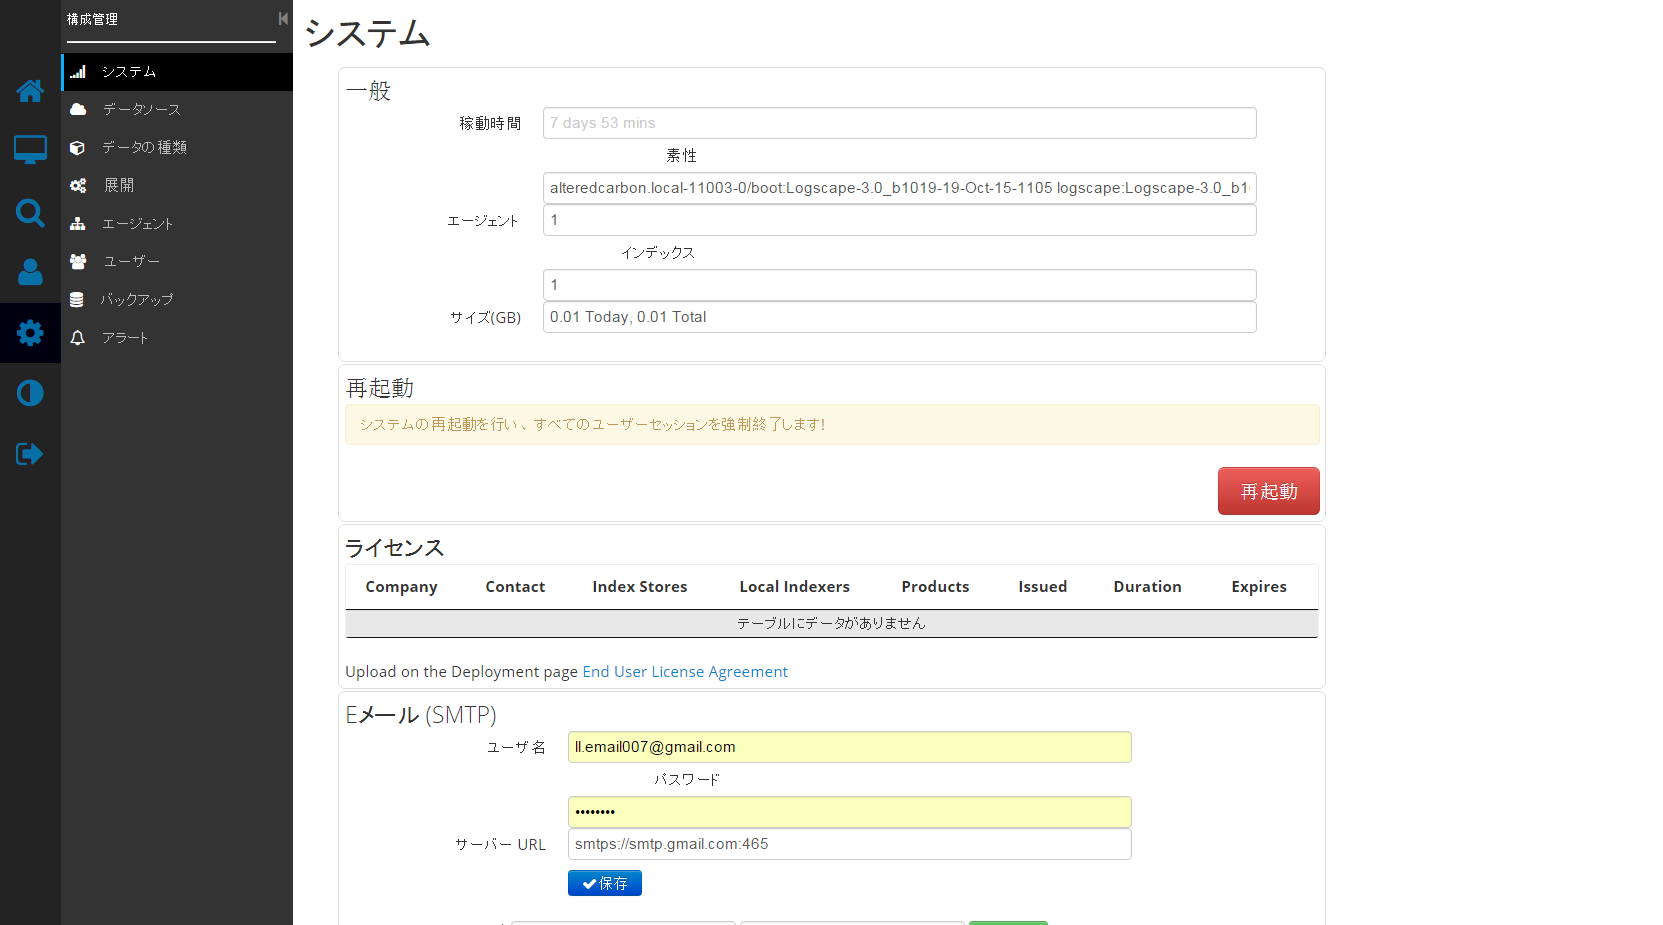 構成管理
システム
データソース
データの種類
展開
エージェント
ユーザー
バックアップ
アラート
システム
一般
稼動時間
7 days 53 mins
素性
alteredcarbon.local-11003-0/boot:Logscape-3.0_b1019-19-Oct-15-1105 logscape:Logscape-3.0_b1
エージェント
1
インデックス
1
サイズ(GB)
0.01 Today, 0.01 Total
再起動
システムの再起動を行い、すべてのユーザーセッションを強制終了します!
再起動
ライセンス
Company Contact Index Stores Local Indexers Products Issued Duration Expires
テーブルにデータがありません
Upload on the Deployment page End User License Agreement
Eメール (SMTP)
ユーザ名
ll.email007@gmail.com
パスワード
••••••••
サーバー URL
smtps://smtp.gmail.com:465
保存